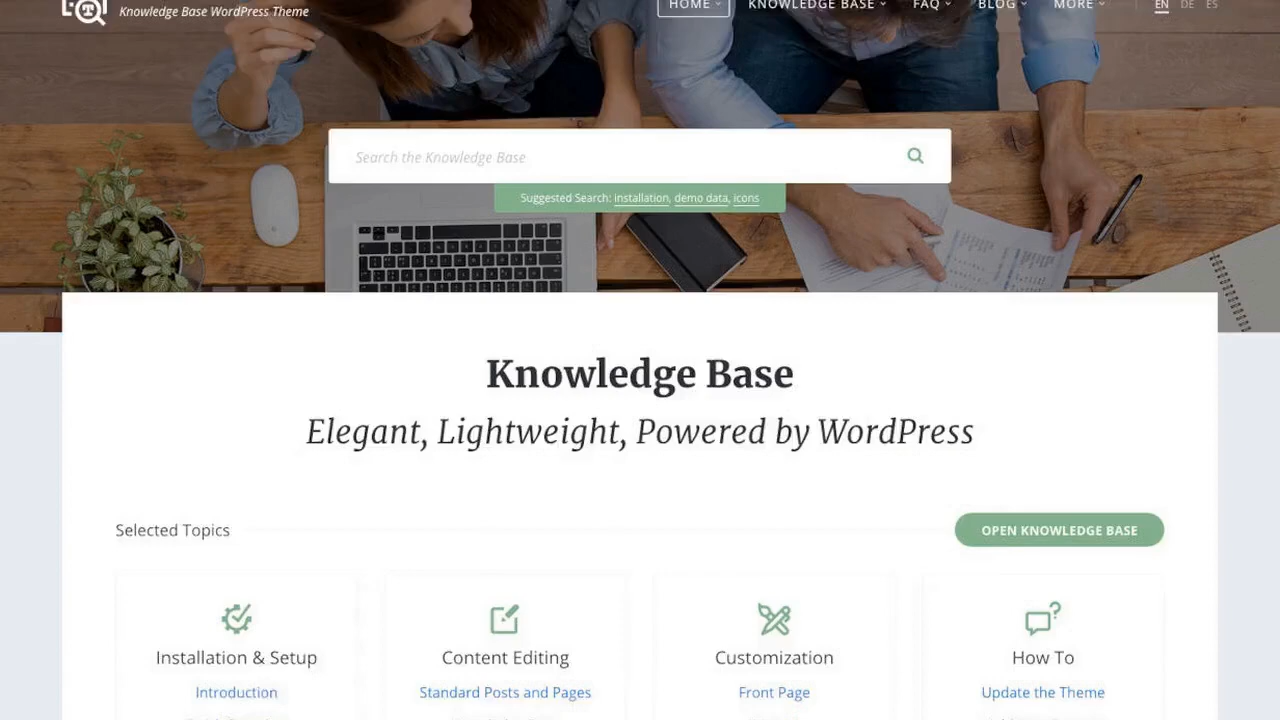 Knowledge Base WordPress Theme
HOME KNOWLEDGE BASE FAQ BLOG MORE EN DE ES
Search the Knowledge Base
Suggested Search: installation, demo data, icons
Knowledge Base
Elegant, Lightweight, Powered by WordPress
Selected Topics
OPEN KNOWLEDGE BASE
Installation & Setup Content Editing Customization How To
Introduction Standard Posts and Pages Front Page Update the Theme